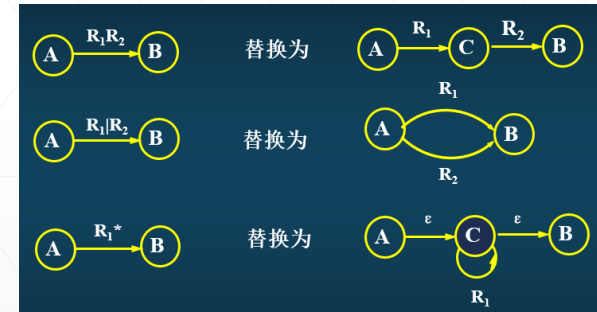 A R₁R₂ B 替换为 A R₁ C R₂ B
A R₁|R₂ B 替换为 A R₁ B R₂
A R₁* B 替换为 A ε C ε B R₁